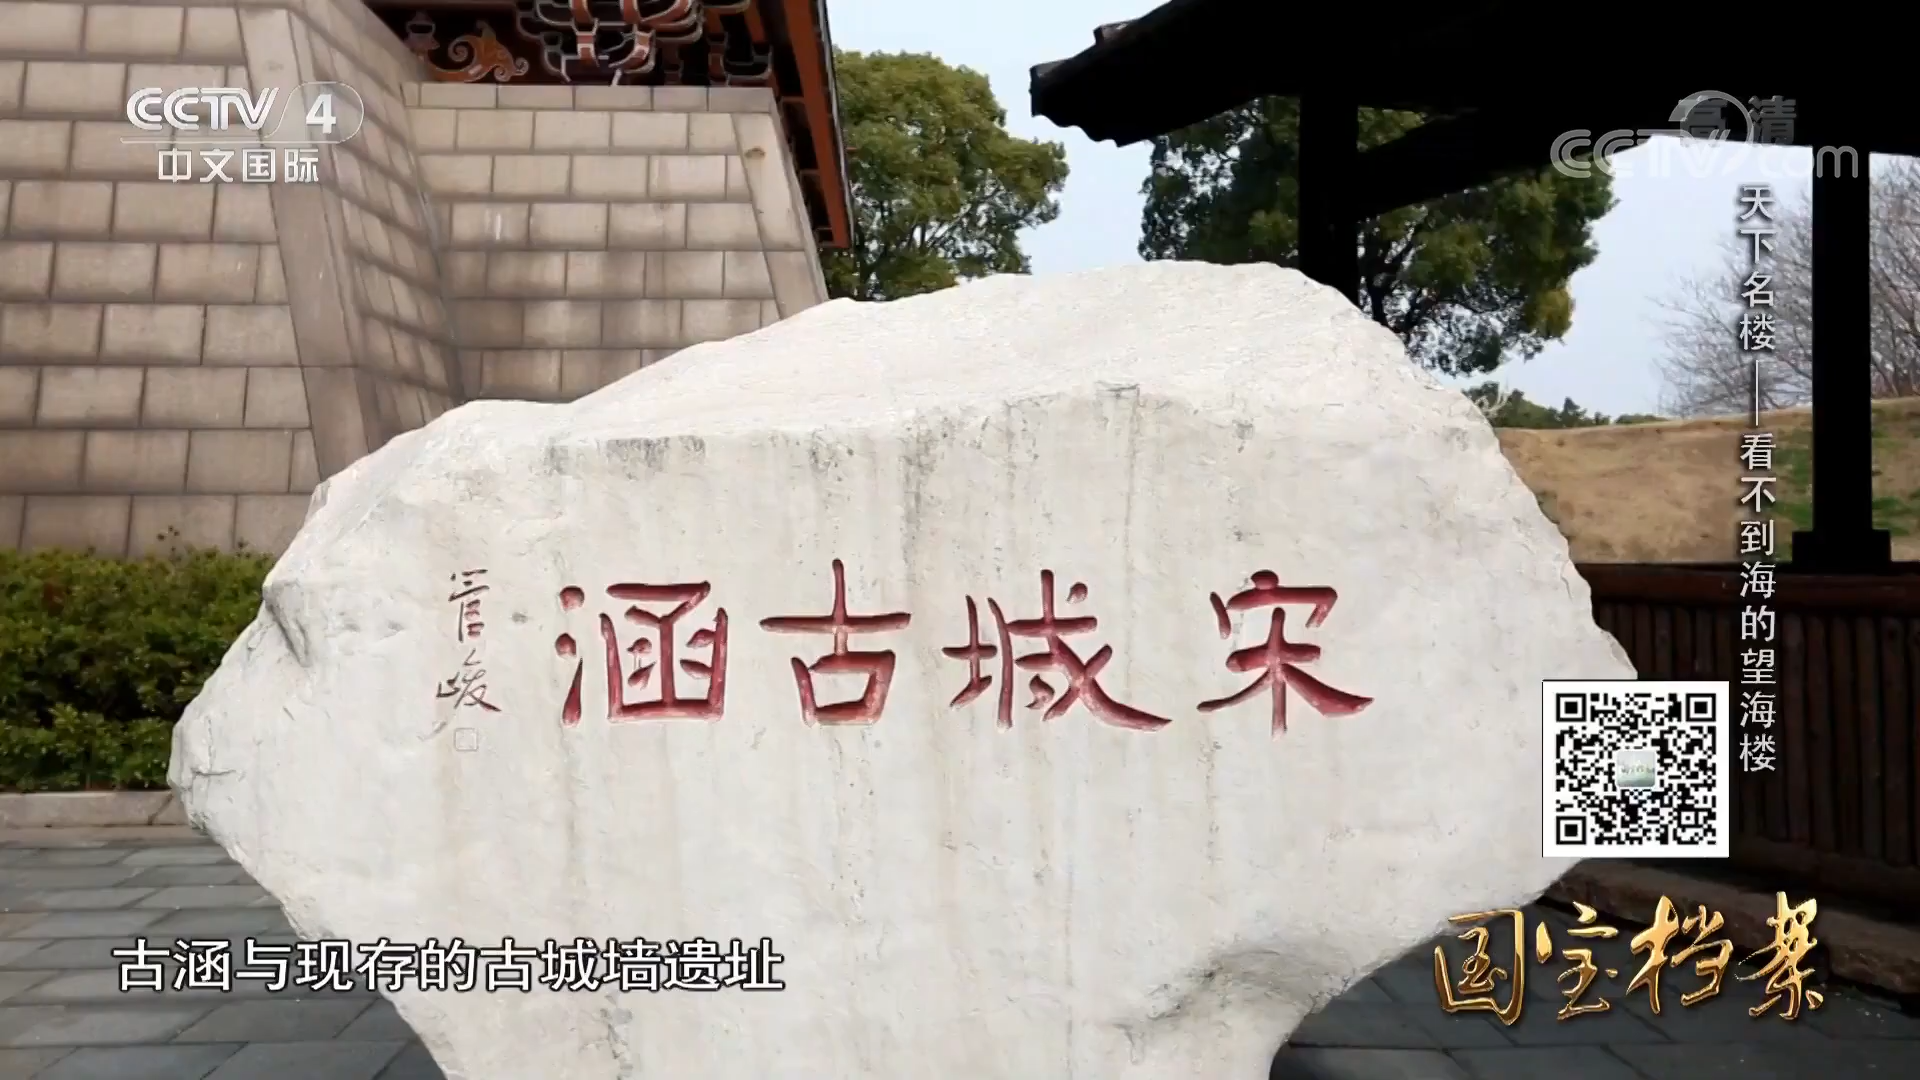 CCTV 4
中文国际
高清
CCTV.com
天下名楼——看不到海的望海楼
宋城古涵
管峻
古涵与现存的古城墙遗址
国宝档案